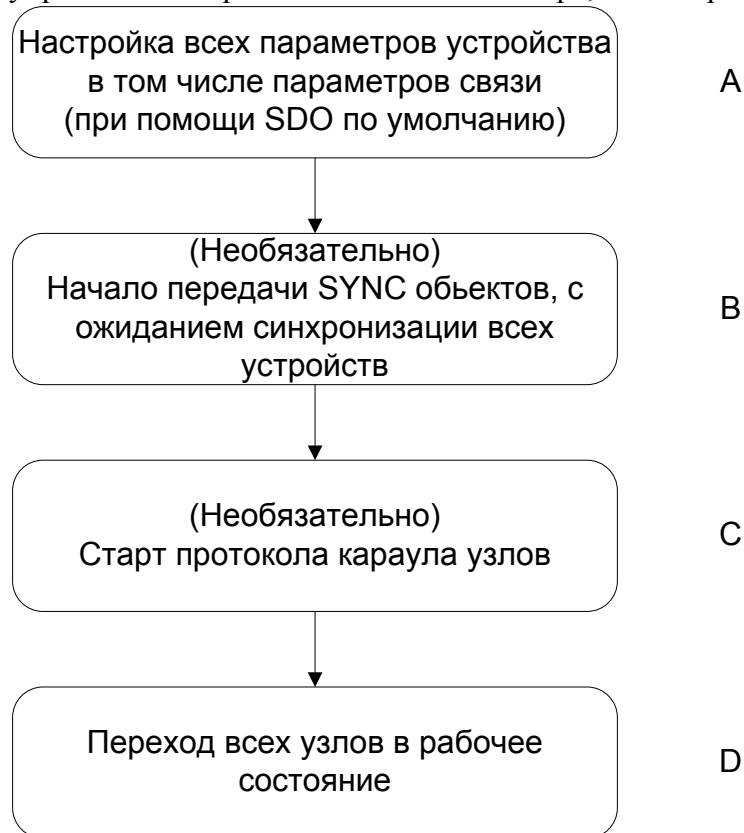 Настройка всех параметров устройства
в том числе параметров связи
(при помощи SDO по умолчанию)
A
(Необязательно)
Начало передачи SYNC обьектов, с
ожиданием синхронизации всех
устройств
B
(Необязательно)
Старт протокола караула узлов
C
Переход всех узлов в рабочее
состояние
D